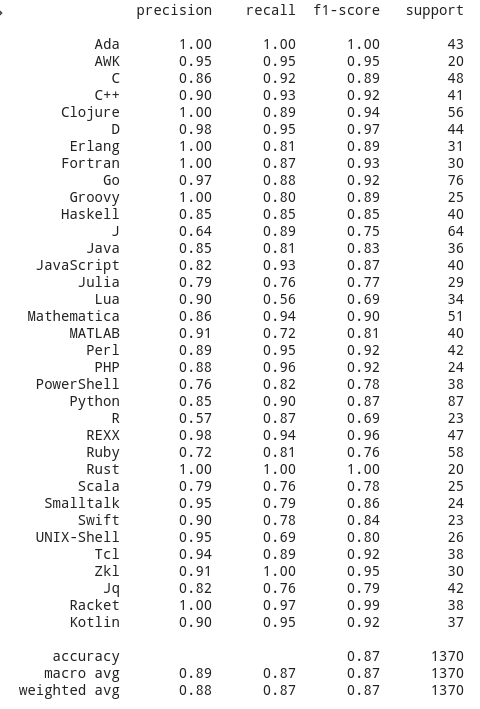 precision recall f1-score support
Ada 1.00 1.00 1.00 43
AWK 0.95 0.95 0.95 20
C 0.86 0.92 0.89 48
C++ 0.90 0.93 0.92 41
Clojure 1.00 0.89 0.94 56
D 0.98 0.95 0.97 44
Erlang 1.00 0.81 0.89 31
Fortran 1.00 0.87 0.93 30
Go 0.97 0.88 0.92 76
Groovy 1.00 0.80 0.89 25
Haskell 0.85 0.85 0.85 40
J 0.64 0.89 0.75 64
Java 0.85 0.81 0.83 36
JavaScript 0.82 0.93 0.87 40
Julia 0.79 0.76 0.77 29
Lua 0.90 0.56 0.69 34
Mathematica 0.86 0.94 0.90 51
MATLAB 0.91 0.72 0.81 40
Perl 0.89 0.95 0.92 42
PHP 0.88 0.96 0.92 24
PowerShell 0.76 0.82 0.78 38
Python 0.85 0.90 0.87 87
R 0.57 0.87 0.69 23
REXX 0.98 0.94 0.96 47
Ruby 0.72 0.81 0.76 58
Rust 1.00 1.00 1.00 20
Scala 0.79 0.76 0.78 25
Smalltalk 0.95 0.79 0.86 24
Swift 0.90 0.78 0.84 23
UNIX-Shell 0.95 0.69 0.80 26
Tcl 0.94 0.89 0.92 38
Zkl 0.91 1.00 0.95 30
Jq 0.82 0.76 0.79 42
Racket 1.00 0.97 0.99 38
Kotlin 0.90 0.95 0.92 37
accuracy 0.87 1370
macro avg 0.89 0.87 0.87 1370
weighted avg 0.88 0.87 0.87 1370